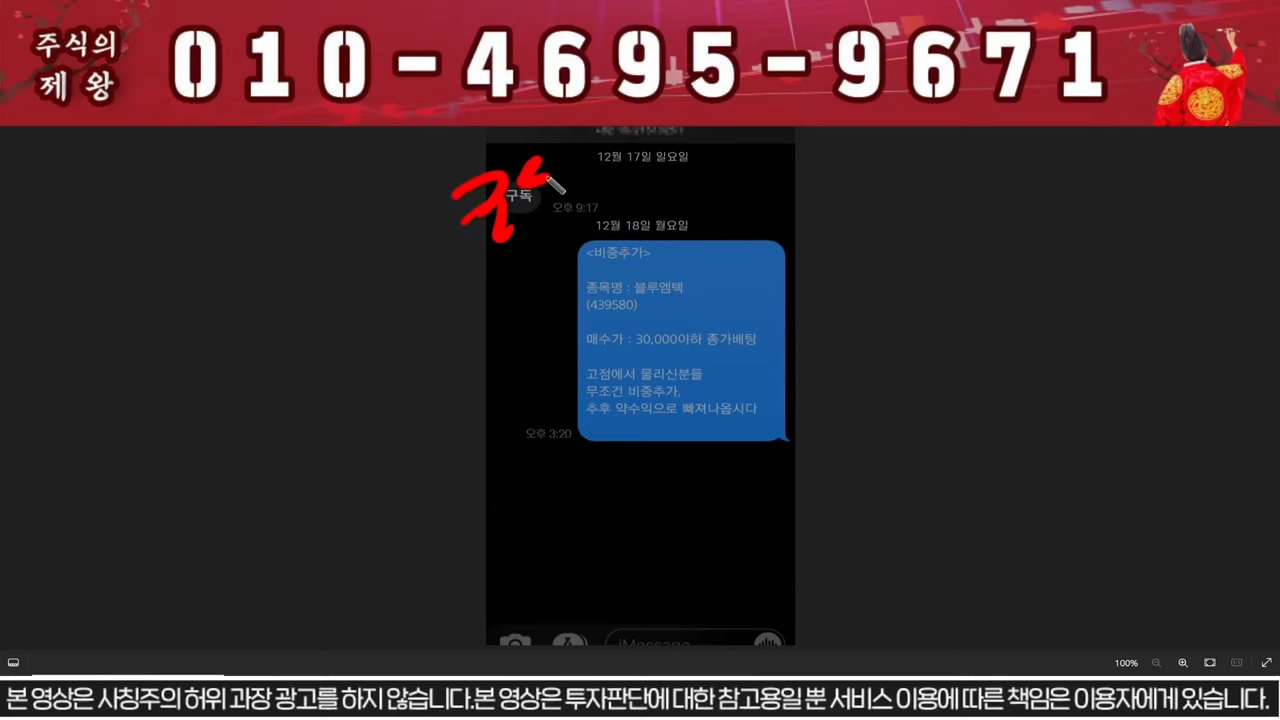 주식의
제왕
010-4695-9671
12월 17일 일요일
구독
오후 9:17
12월 18일 월요일
<비중추가>
종목명 : 블루엠텍
(439580)
매수가 : 30,000이하 종가배팅
고점에서 물리신분들
무조건 비중추가,
추후 약수익으로 빠져나옵시다
오후 3:20
iMessage
100%
본 영상은 사칭주의 허위 과장 광고를 하지 않습니다.본 영상은 투자판단에 대한 참고용일 뿐 서비스 이용에 따른 책임은 이용자에게 있습니다.